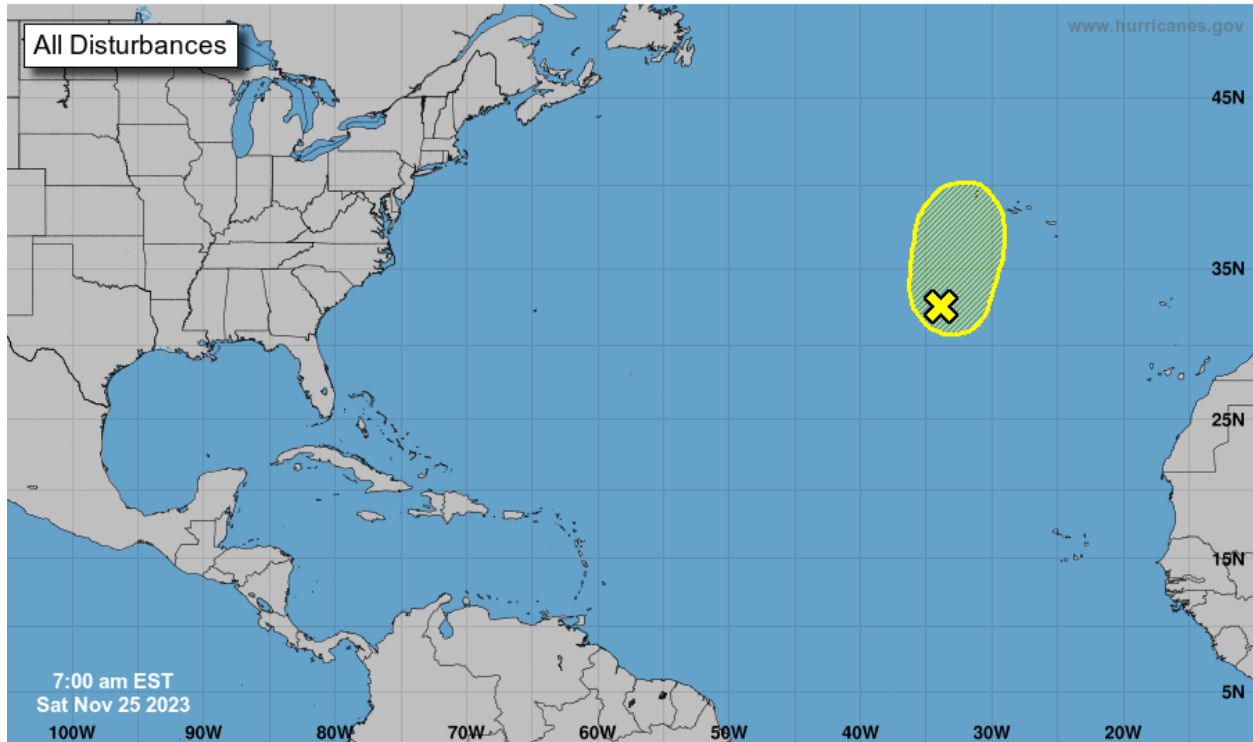 All Disturbances
www.hurricanes.gov
45N
35N
25N
15N
5N
7:00 am EST
Sat Nov 25 2023
100W 90W 80W 70W 60W 50W 40W 30W 20W